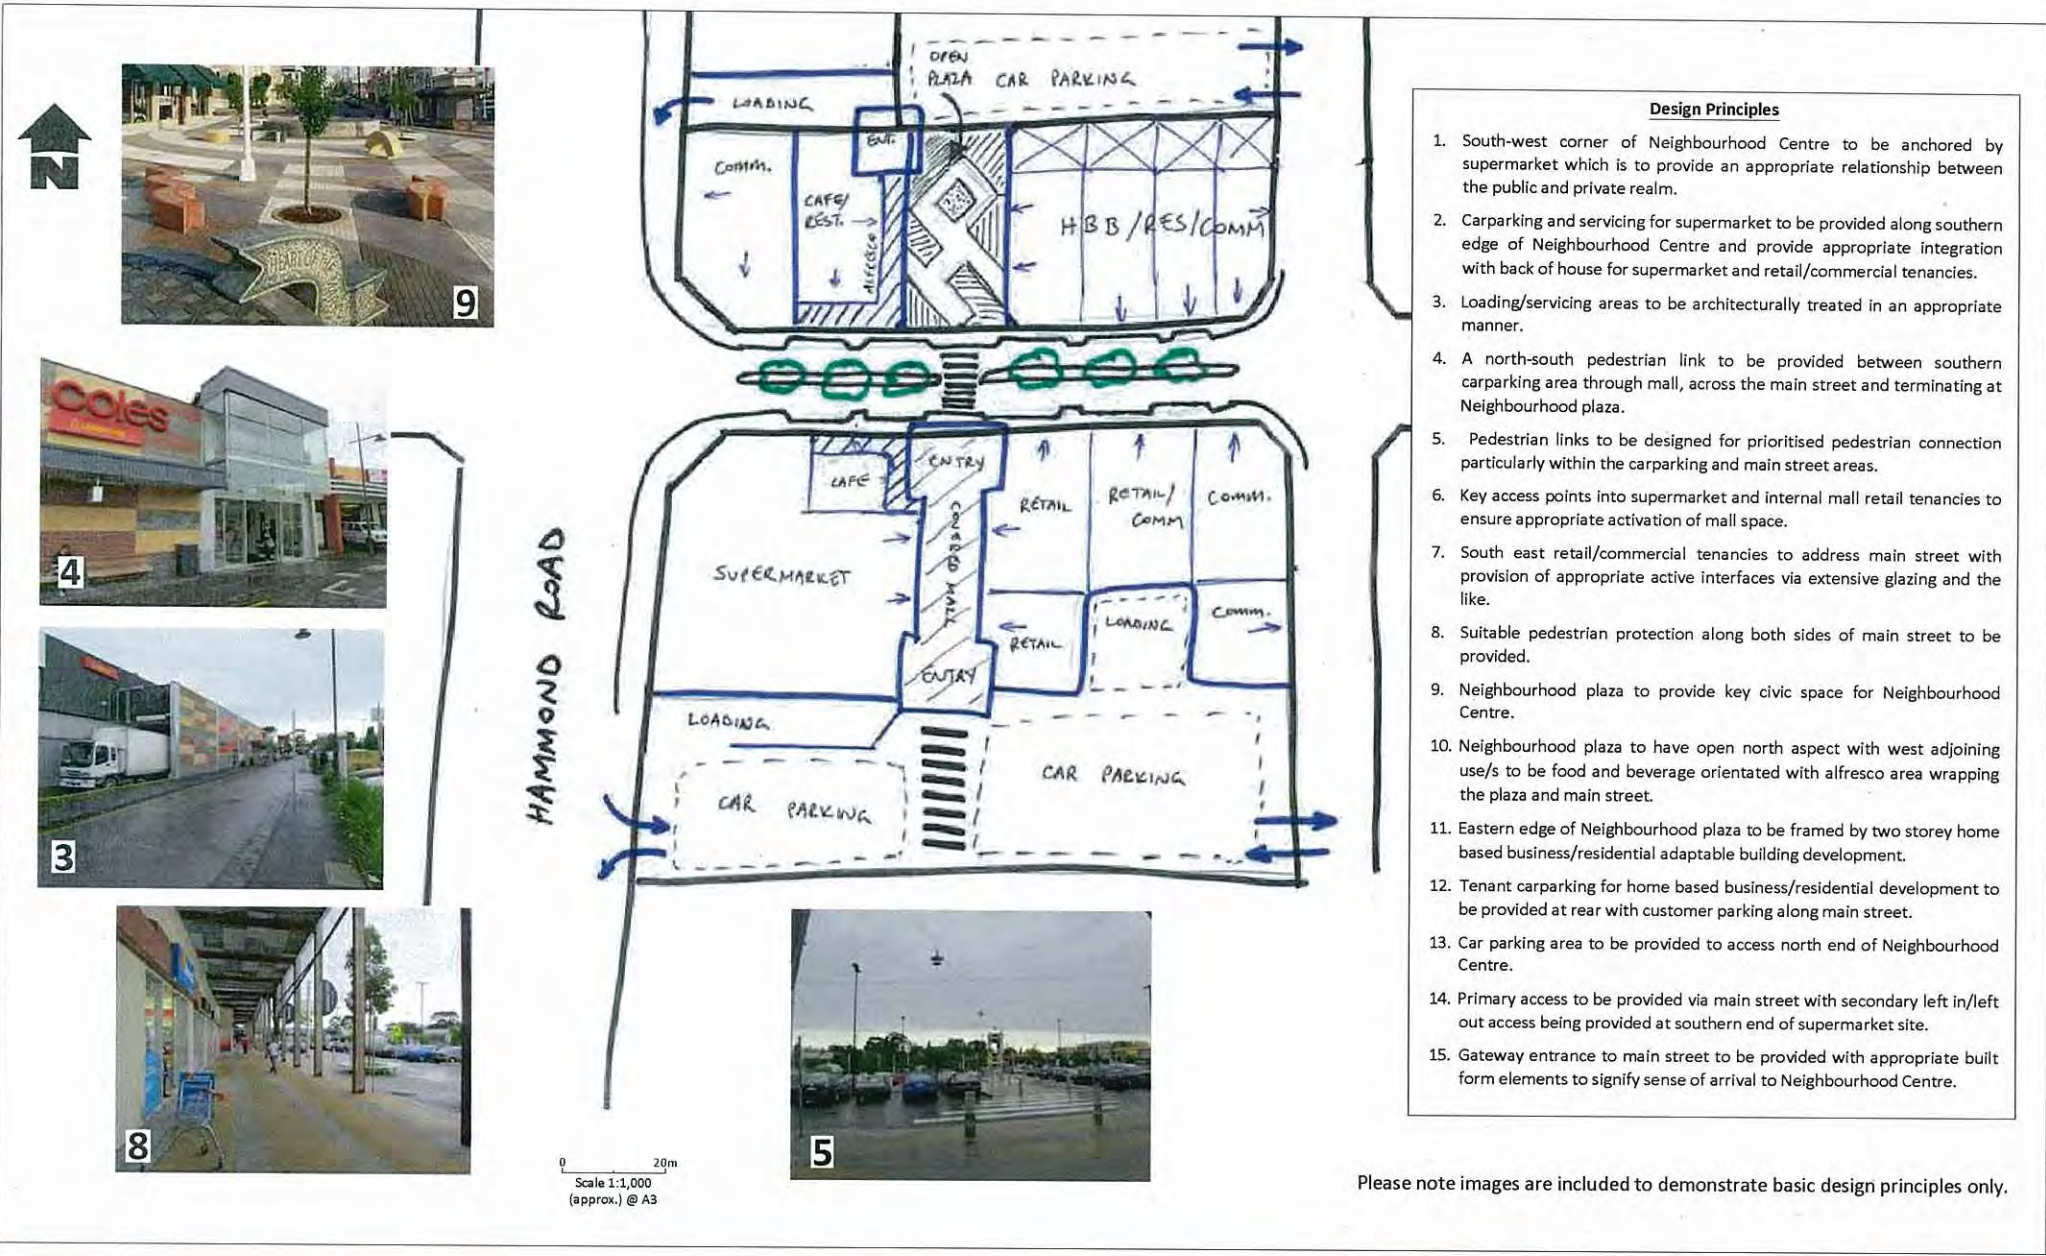 N
9
Coles
4
3
8
5
OPEN
PLAZA CAR PARKING
LOADING
ENT.
Comm.
CAFE/
REST.
ALFRESCO
HBB/RES/COMM
ENTRY
CAFE
COVERED MALL
RETAIL
RETAIL/
COMM
COMM.
SUPERMARKET
LOADING
Comm.
RETAIL
ENTRY
LOADING
CAR PARKING
CAR PARKING
HAMMOND ROAD
0 20m
Scale 1:1,000
(approx.) @ A3
Design Principles
1. South-west corner of Neighbourhood Centre to be anchored by
supermarket which is to provide an appropriate relationship between
the public and private realm.
2. Carparking and servicing for supermarket to be provided along southern
edge of Neighbourhood Centre and provide appropriate integration
with back of house for supermarket and retail/commercial tenancies.
3. Loading/servicing areas to be architecturally treated in an appropriate
manner.
4. A north-south pedestrian link to be provided between southern
carparking area through mall, across the main street and terminating at
Neighbourhood plaza.
5. Pedestrian links to be designed for prioritised pedestrian connection
particularly within the carparking and main street areas.
6. Key access points into supermarket and internal mall retail tenancies to
ensure appropriate activation of mall space.
7. South east retail/commercial tenancies to address main street with
provision of appropriate active interfaces via extensive glazing and the
like.
8. Suitable pedestrian protection along both sides of main street to be
provided.
9. Neighbourhood plaza to provide key civic space for Neighbourhood
Centre.
10. Neighbourhood plaza to have open north aspect with west adjoining
use/s to be food and beverage orientated with alfresco area wrapping
the plaza and main street.
11. Eastern edge of Neighbourhood plaza to be framed by two storey home
based business/residential adaptable building development.
12. Tenant carparking for home based business/residential development to
be provided at rear with customer parking along main street.
13. Car parking area to be provided to access north end of Neighbourhood
Centre.
14. Primary access to be provided via main street with secondary left in/left
out access being provided at southern end of supermarket site.
15. Gateway entrance to main street to be provided with appropriate built
form elements to signify sense of arrival to Neighbourhood Centre.
Please note images are included to demonstrate basic design principles only.